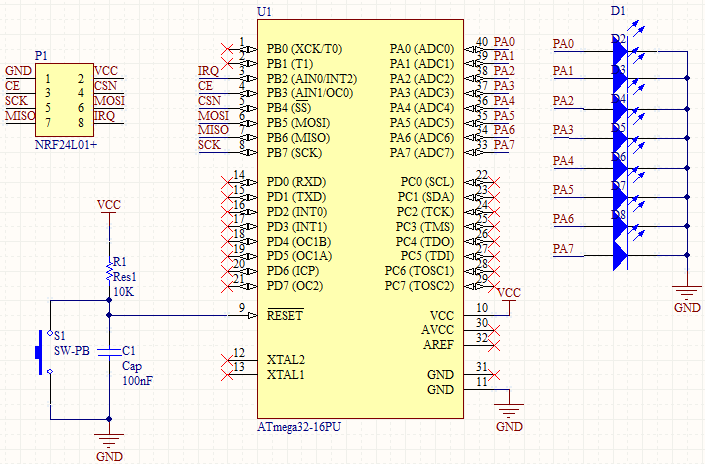 U1
D1
P1
GND 1 2 VCC
CE 3 4 CSN
SCK 5 6 MOSI
MISO 7 8 IRQ
NRF24L01+
1 PB0 (XCK/T0) PA0 (ADC0) 40 PA0
2 PB1 (T1) PA1 (ADC1) 39 PA1
IRQ 3 PB2 (AIN0/INT2) PA2 (ADC2) 38 PA2
CE 4 PB3 (AIN1/OC0) PA3 (ADC3) 37 PA3
CSN 5 PB4 (SS) PA4 (ADC4) 36 PA4
MOSI 6 PB5 (MOSI) PA5 (ADC5) 35 PA5
MISO 7 PB6 (MISO) PA6 (ADC6) 34 PA6
SCK 8 PB7 (SCK) PA7 (ADC7) 33 PA7
14 PD0 (RXD) PC0 (SCL) 22
15 PD1 (TXD) PC1 (SDA) 23
16 PD2 (INT0) PC2 (TCK) 24
17 PD3 (INT1) PC3 (TMS) 25
18 PD4 (OC1B) PC4 (TDO) 26
19 PD5 (OC1A) PC5 (TDI) 27
20 PD6 (ICP) PC6 (TOSC1) 28
21 PD7 (OC2) PC7 (TOSC2) 29
9 RESET VCC 10 VCC
AVCC 30
AREF 32
12 XTAL2
13 XTAL1 GND 31
GND 11
GND
ATmega32-16PU
VCC
R1
Res1
10K
S1
SW-PB
C1
Cap
100nF
GND
D2
PA0
D3
PA1
D4
PA2
D5
PA3
D6
PA4
D7
PA5
D8
PA6
PA7
GND